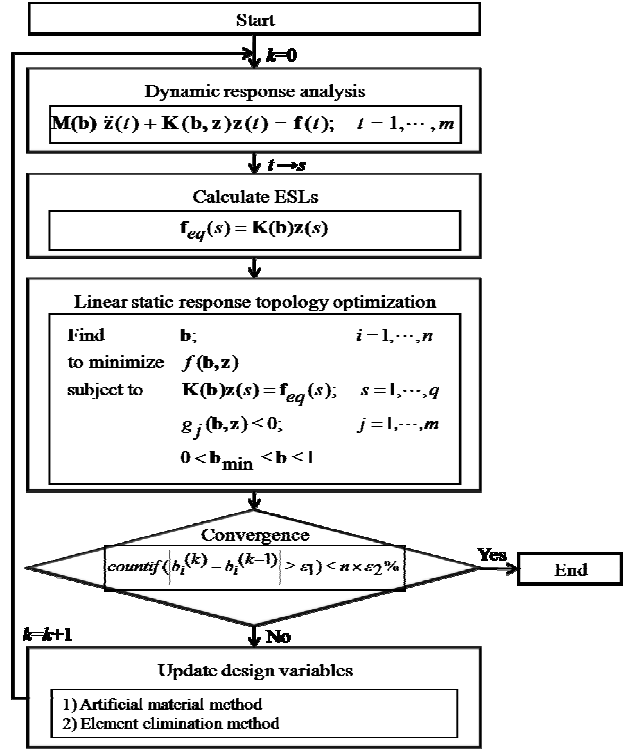 Start
k=0
Dynamic response analysis
M(b) z̈(t) + K(b, z)z(t) − f(t);   t − 1,⋯,m
t→s
Calculate ESLs
f_eq(s) = K(b)z(s)
Linear static response topology optimization
Find b; i − 1,⋯,n
to minimize f(b,z)
subject to K(b)z(s) = f_eq(s); s = 1,⋯,q
g_j(b,z) < 0; j = 1,⋯,m
0 < b_min < b < 1
Convergence
countif(|b_i^(k) − b_i^(k−1)| > ε_1) < n × ε_2%
Yes
End
No
k=k+1
Update design variables
1) Artificial material method
2) Element elimination method